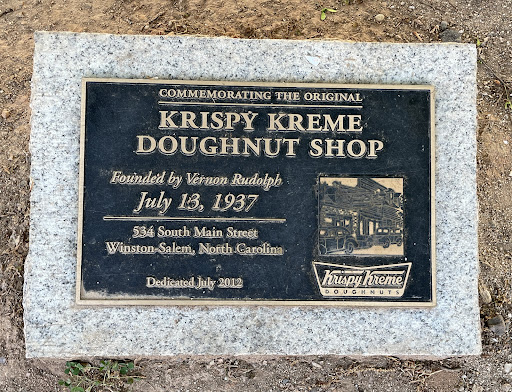 COMMEMORATING THE ORIGINAL
KRISPY KREME
DOUGHNUT SHOP
Founded by Vernon Rudolph
July 13, 1937
534 South Main Street
Winston-Salem, North Carolina
Dedicated July 2012
Krispy Kreme
DOUGHNUTS